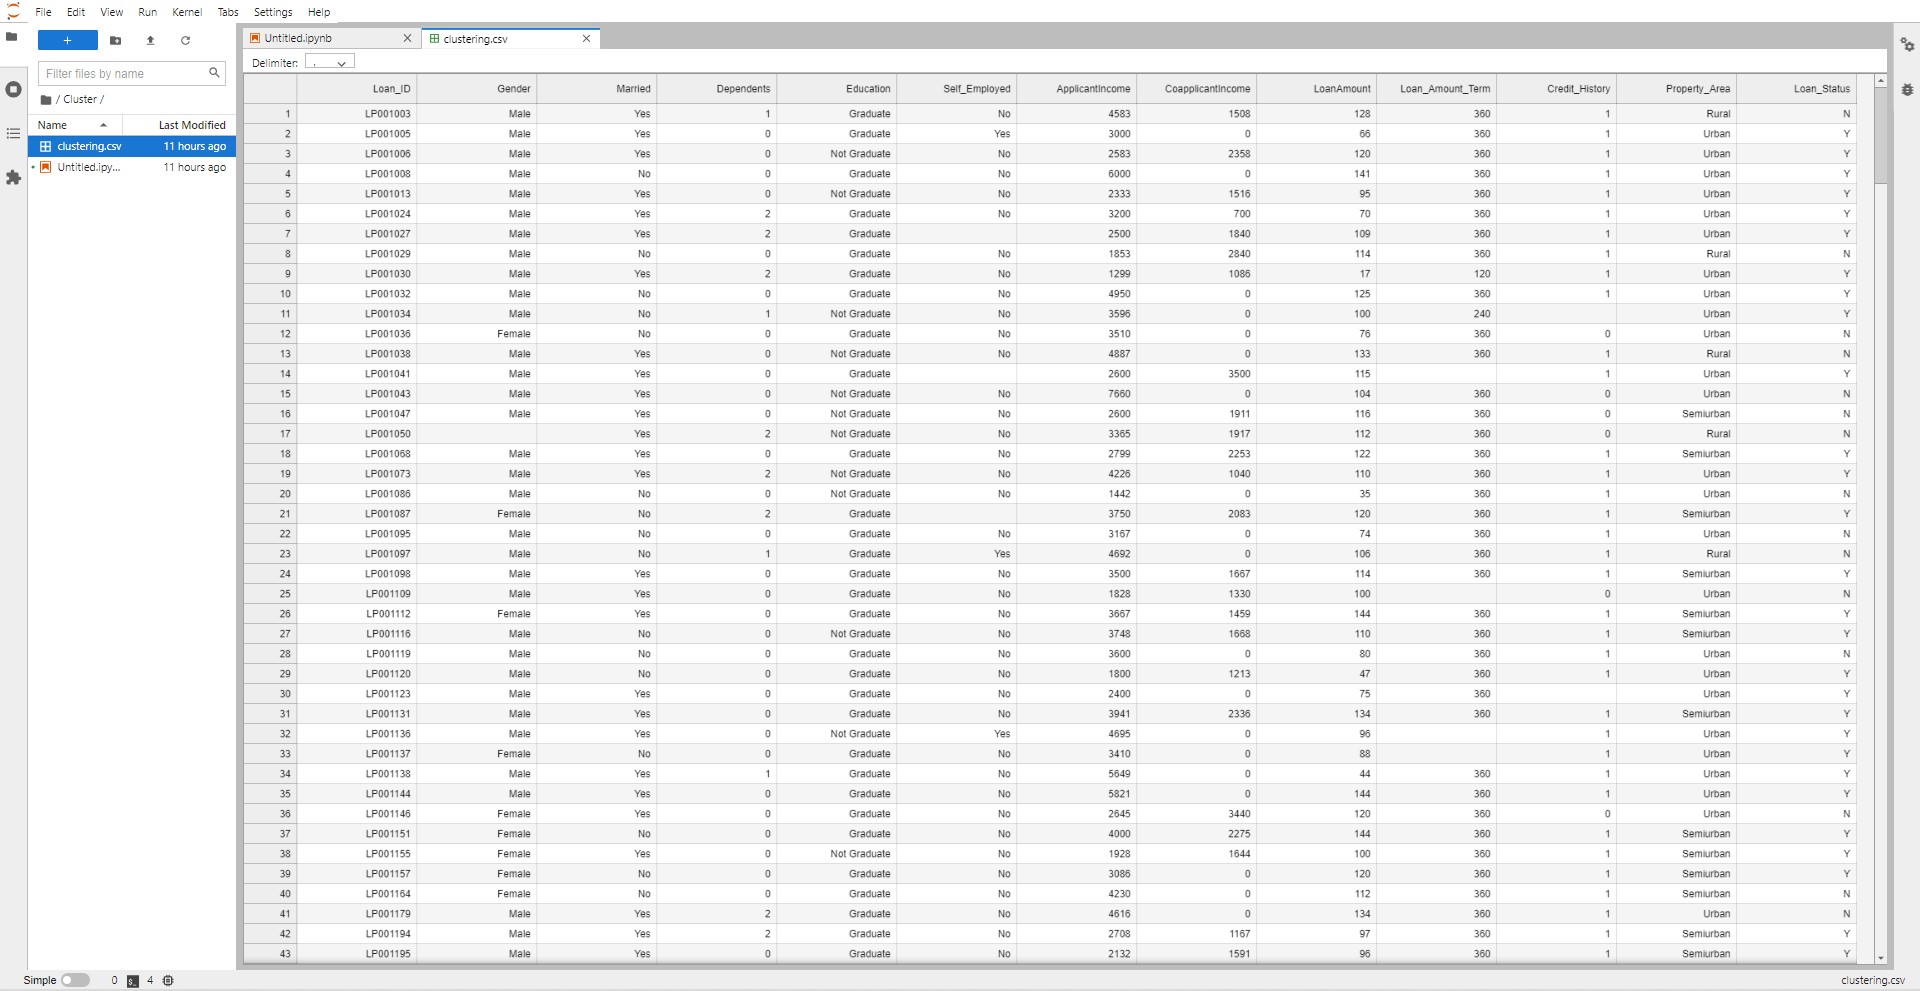 File Edit View Run Kernel Tabs Settings Help
+
Filter files by name
/ Cluster /
Name Last Modified
clustering.csv 11 hours ago
Untitled.ipy... 11 hours ago
Untitled.ipynb clustering.csv
Delimiter: ,
Loan_ID Gender Married Dependents Education Self_Employed ApplicantIncome CoapplicantIncome LoanAmount Loan_Amount_Term Credit_History Property_Area Loan_Status
1 LP001003 Male Yes 1 Graduate No 4583 1508 128 360 1 Rural N
2 LP001005 Male Yes 0 Graduate Yes 3000 0 66 360 1 Urban Y
3 LP001006 Male Yes 0 Not Graduate No 2583 2358 120 360 1 Urban Y
4 LP001008 Male No 0 Graduate No 6000 0 141 360 1 Urban Y
5 LP001013 Male Yes 0 Not Graduate No 2333 1516 95 360 1 Urban Y
6 LP001024 Male Yes 2 Graduate No 3200 700 70 360 1 Urban Y
7 LP001027 Male Yes 2 Graduate 2500 1840 109 360 1 Urban Y
8 LP001029 Male No 0 Graduate No 1853 2840 114 360 1 Rural N
9 LP001030 Male Yes 2 Graduate No 1299 1086 17 120 1 Urban Y
10 LP001032 Male No 0 Graduate No 4950 0 125 360 1 Urban Y
11 LP001034 Male No 1 Not Graduate No 3596 0 100 240 Urban Y
12 LP001036 Female No 0 Graduate No 3510 0 76 360 0 Urban N
13 LP001038 Male Yes 0 Not Graduate No 4887 0 133 360 1 Rural N
14 LP001041 Male Yes 0 Graduate 2600 3500 115 1 Urban Y
15 LP001043 Male Yes 0 Not Graduate No 7660 0 104 360 0 Urban N
16 LP001047 Male Yes 0 Not Graduate No 2600 1911 116 360 0 Semiurban N
17 LP001050 Yes 2 Not Graduate No 3365 1917 112 360 0 Rural N
18 LP001068 Male Yes 0 Graduate No 2799 2253 122 360 1 Semiurban Y
19 LP001073 Male Yes 2 Not Graduate No 4226 1040 110 360 1 Urban Y
20 LP001086 Male No 0 Not Graduate No 1442 0 35 360 1 Urban N
21 LP001087 Female No 2 Graduate 3750 2083 120 360 1 Semiurban Y
22 LP001095 Male No 0 Graduate No 3167 0 74 360 1 Urban N
23 LP001097 Male No 1 Graduate Yes 4692 0 106 360 1 Rural N
24 LP001098 Male Yes 0 Graduate No 3500 1667 114 360 1 Semiurban Y
25 LP001109 Male Yes 0 Graduate No 1828 1330 100 0 Urban N
26 LP001112 Female Yes 0 Graduate No 3667 1459 144 360 1 Semiurban Y
27 LP001116 Male No 0 Not Graduate No 3748 1668 110 360 1 Semiurban Y
28 LP001119 Male No 0 Graduate No 3600 0 80 360 1 Urban N
29 LP001120 Male No 0 Graduate No 1800 1213 47 360 1 Urban Y
30 LP001123 Male Yes 0 Graduate No 2400 0 75 360 Urban Y
31 LP001131 Male Yes 0 Graduate No 3941 2336 134 360 1 Semiurban Y
32 LP001136 Male Yes 0 Not Graduate Yes 4695 0 96 1 Urban Y
33 LP001137 Female No 0 Graduate No 3410 0 88 1 Urban Y
34 LP001138 Male Yes 1 Graduate No 5649 0 44 360 1 Urban Y
35 LP001144 Male Yes 0 Graduate No 5821 0 144 360 1 Urban Y
36 LP001146 Female Yes 0 Graduate No 2645 3440 120 360 0 Urban N
37 LP001151 Female No 0 Graduate No 4000 2275 144 360 1 Semiurban Y
38 LP001155 Female Yes 0 Not Graduate No 1928 1644 100 360 1 Semiurban Y
39 LP001157 Female No 0 Graduate No 3086 0 120 360 1 Semiurban Y
40 LP001164 Female No 0 Graduate No 4230 0 112 360 1 Semiurban N
41 LP001179 Male Yes 2 Graduate No 4616 0 134 360 1 Urban N
42 LP001194 Male Yes 2 Graduate No 2708 1167 97 360 1 Semiurban Y
43 LP001195 Male Yes 0 Graduate No 2132 1591 96 360 1 Semiurban Y
Simple 0 4 clustering.csv